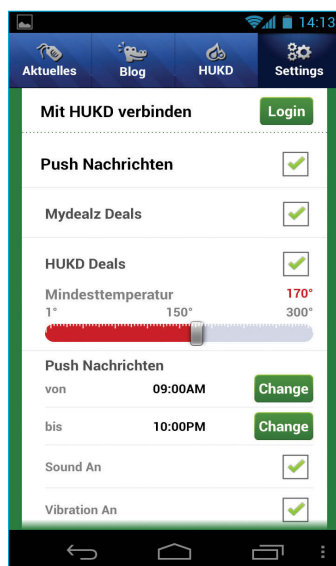 14:13
Aktuelles Blog HUKD Settings
Mit HUKD verbinden Login
Push Nachrichten
Mydealz Deals
HUKD Deals
Mindesttemperatur 170°
1° 150° 300°
Push Nachrichten
von 09:00AM Change
bis 10:00PM Change
Sound An
Vibration An